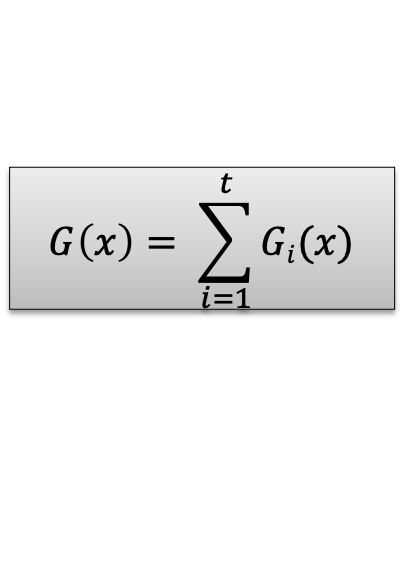 G(x) = ∑_{i=1}^{t} G_i(x)